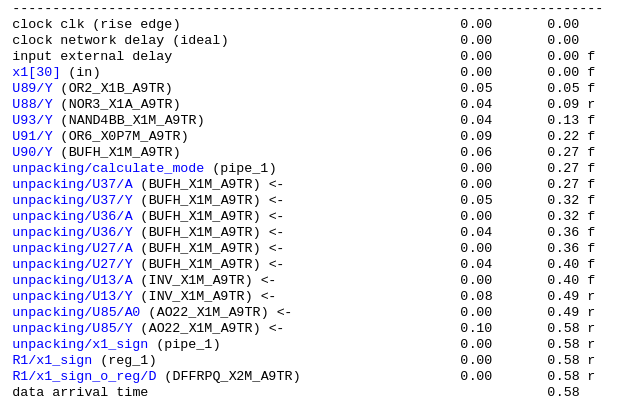 --------------------------------------------------------------------------
clock clk (rise edge) 0.00 0.00
clock network delay (ideal) 0.00 0.00
input external delay 0.00 0.00 f
x1[30] (in) 0.00 0.00 f
U89/Y (OR2_X1B_A9TR) 0.05 0.05 f
U88/Y (NOR3_X1A_A9TR) 0.04 0.09 r
U93/Y (NAND4BB_X1M_A9TR) 0.04 0.13 f
U91/Y (OR6_X0P7M_A9TR) 0.09 0.22 f
U90/Y (BUFH_X1M_A9TR) 0.06 0.27 f
unpacking/calculate_mode (pipe_1) 0.00 0.27 f
unpacking/U37/A (BUFH_X1M_A9TR) <- 0.00 0.27 f
unpacking/U37/Y (BUFH_X1M_A9TR) <- 0.05 0.32 f
unpacking/U36/A (BUFH_X1M_A9TR) <- 0.00 0.32 f
unpacking/U36/Y (BUFH_X1M_A9TR) <- 0.04 0.36 f
unpacking/U27/A (BUFH_X1M_A9TR) <- 0.00 0.36 f
unpacking/U27/Y (BUFH_X1M_A9TR) <- 0.04 0.40 f
unpacking/U13/A (INV_X1M_A9TR) <- 0.00 0.40 f
unpacking/U13/Y (INV_X1M_A9TR) <- 0.08 0.49 r
unpacking/U85/A0 (AO22_X1M_A9TR) <- 0.00 0.49 r
unpacking/U85/Y (AO22_X1M_A9TR) <- 0.10 0.58 r
unpacking/x1_sign (pipe_1) 0.00 0.58 r
R1/x1_sign (reg_1) 0.00 0.58 r
R1/x1_sign_o_reg/D (DFFRPQ_X2M_A9TR) 0.00 0.58 r
data arrival time 0.58